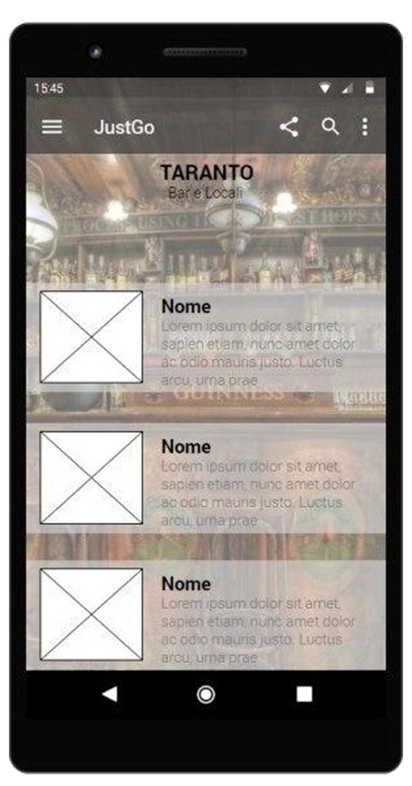 15:45
JustGo
TARANTO
Bar e Locali
Nome
Lorem ipsum dolor sit amet,
sapien etiam, nunc amet dolor
ac odio mauris justo. Luctus
arcu, urna prae
GUINNESS
Nome
Lorem ipsum dolor sit amet,
sapien etiam, nunc amet dolor
ac odio mauris justo. Luctus
arcu, urna prae
Nome
Lorem ipsum dolor sit amet,
sapien etiam, nunc amet dolor
ac odio mauris justo. Luctus
arcu, urna prae